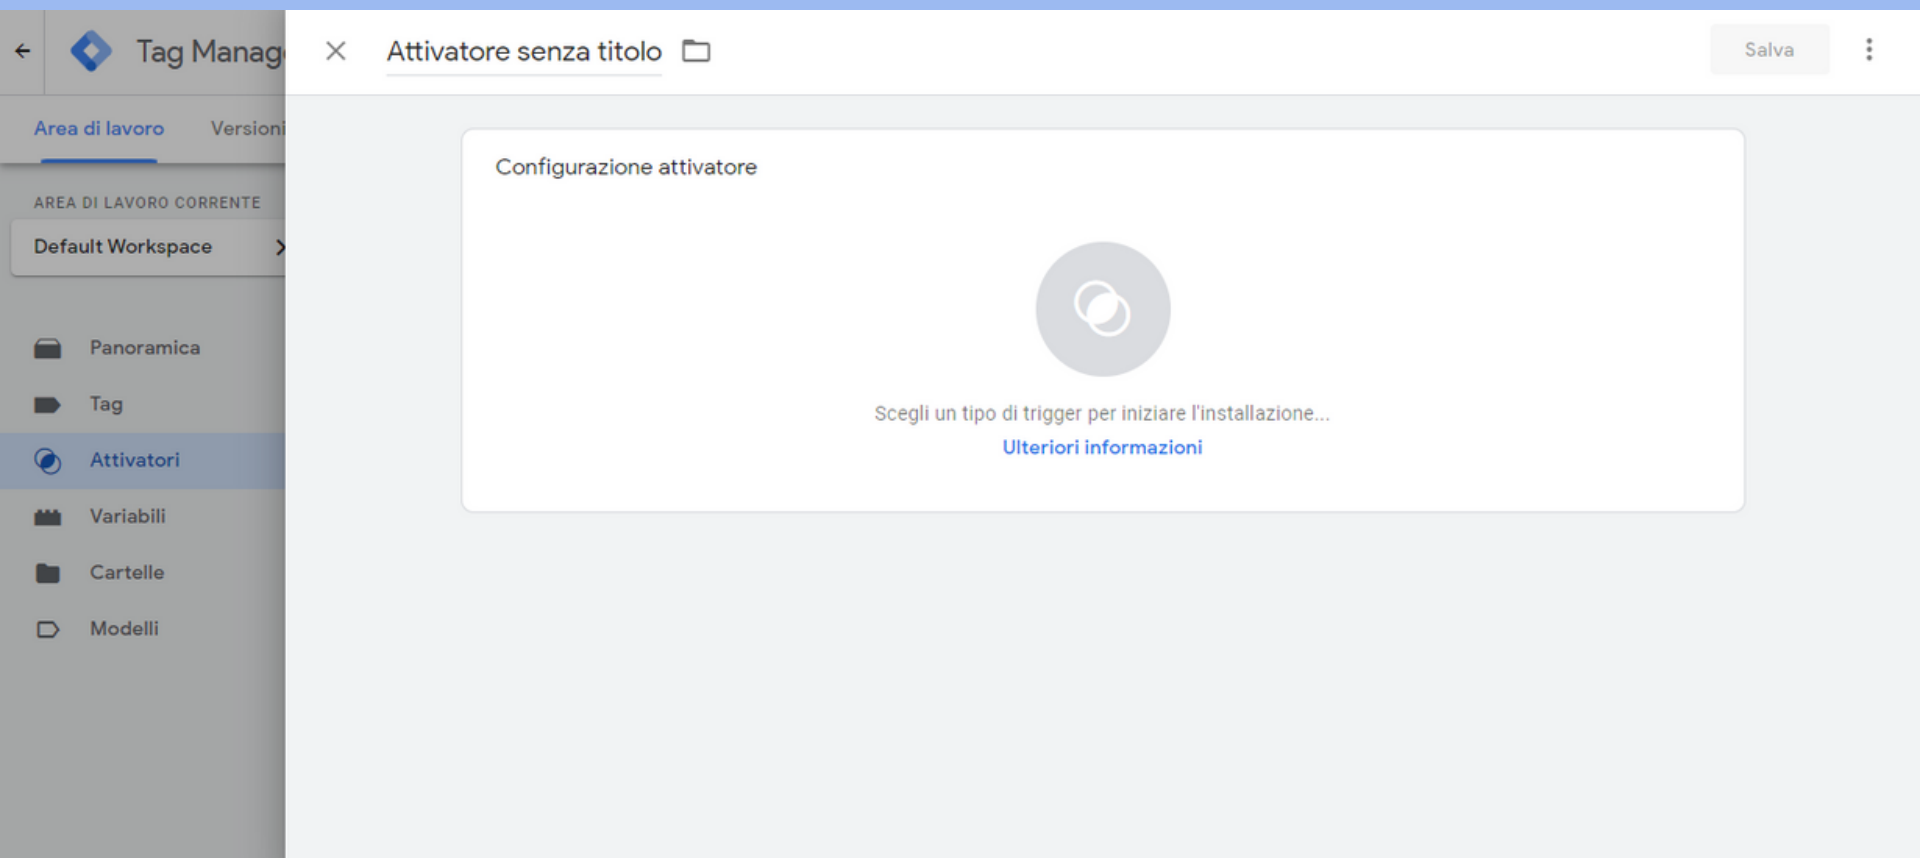 Tag Manag
Attivatore senza titolo
Salva
Area di lavoro
Versioni
Configurazione attivatore
AREA DI LAVORO CORRENTE
Default Workspace
Panoramica
Tag
Scegli un tipo di trigger per iniziare l'installazione...
Ulteriori informazioni
Attivatori
Variabili
Cartelle
Modelli